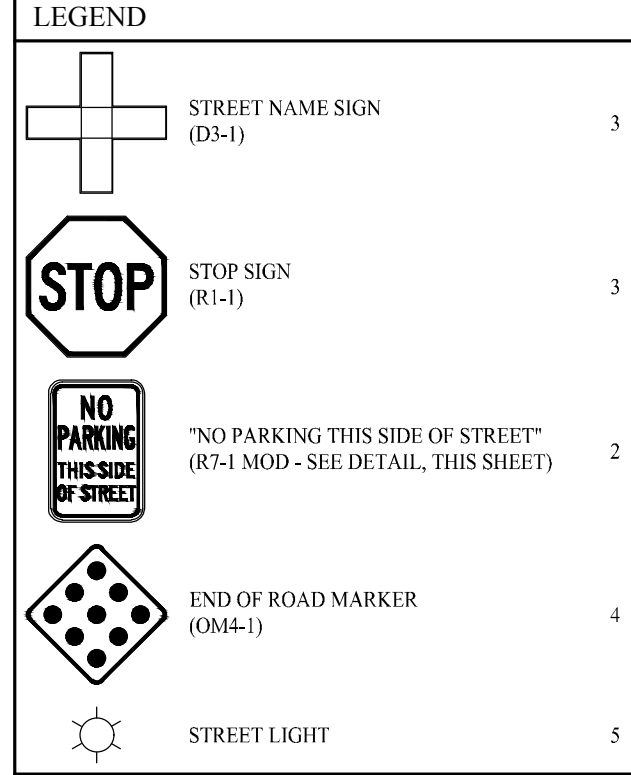 LEGEND
STREET NAME SIGN
(D3-1)
3
STOP
STOP SIGN
(R1-1)
3
NO
PARKING
THIS SIDE
OF STREET
"NO PARKING THIS SIDE OF STREET"
(R7-1 MOD - SEE DETAIL, THIS SHEET)
2
END OF ROAD MARKER
(OM4-1)
4
STREET LIGHT
5